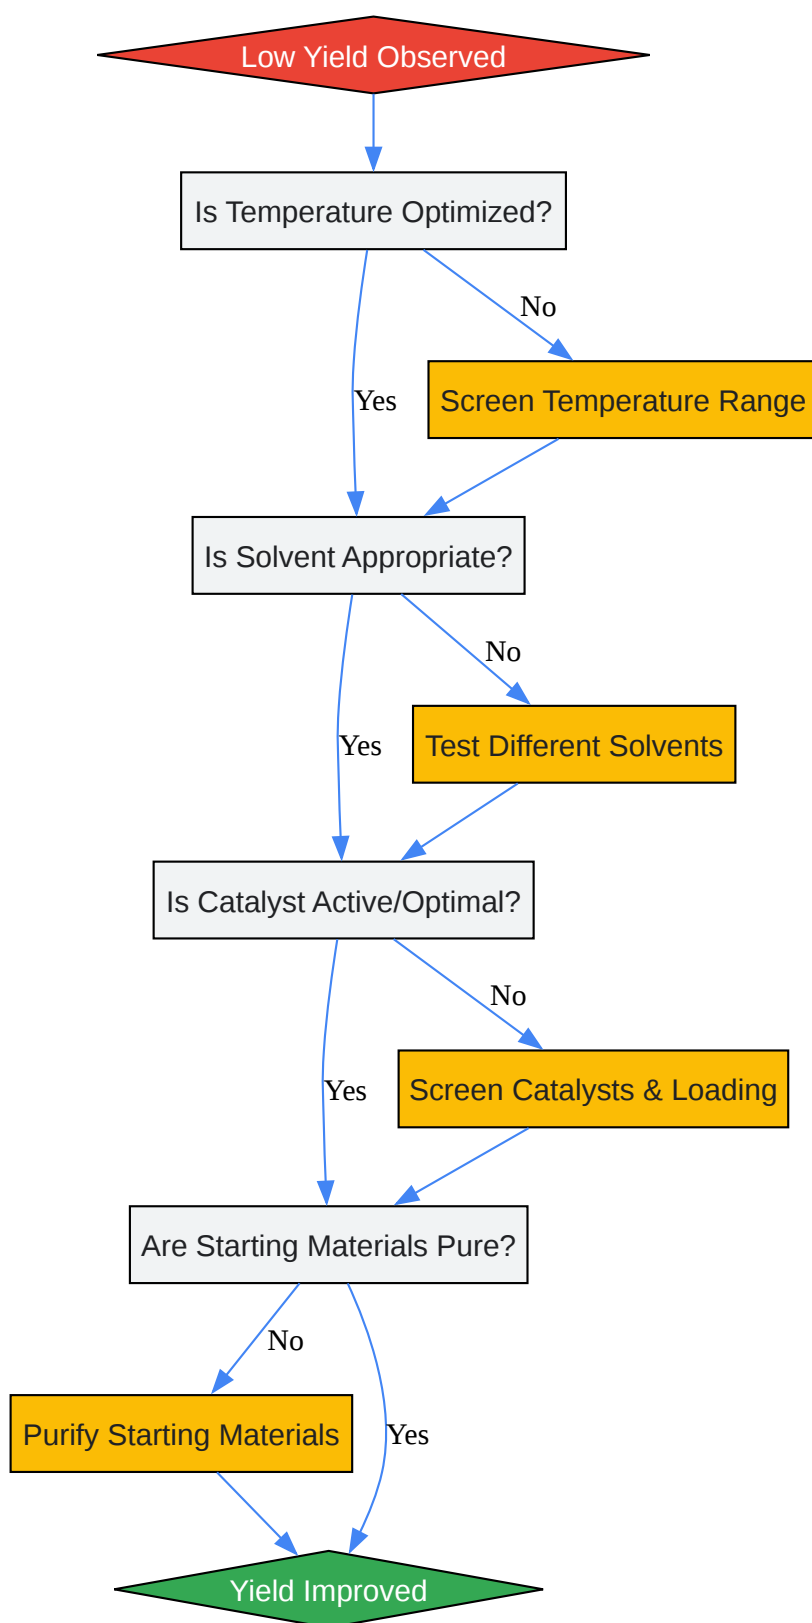 Low Yield Observed
Is Temperature Optimized?
No
Yes
Screen Temperature Range
Is Solvent Appropriate?
No
Yes
Test Different Solvents
Is Catalyst Active/Optimal?
No
Yes
Screen Catalysts & Loading
Are Starting Materials Pure?
No
Yes
Purify Starting Materials
Yield Improved